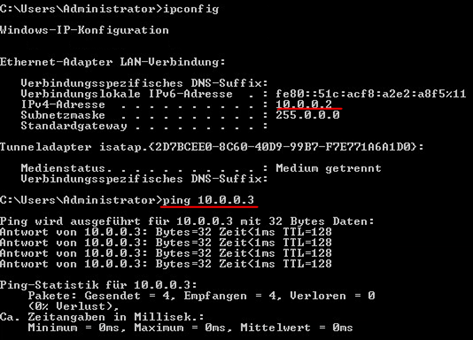 C:\Users\Administrator>ipconfig
Windows-IP-Konfiguration
Ethernet-Adapter LAN-Verbindung:
Verbindungsspezifisches DNS-Suffix:
Verbindungslokale IPv6-Adresse . : fe80::51c:acf8:a2e2:a8f5%11
IPv4-Adresse . . . . . . . . . . : 10.0.0.2
Subnetzmaske . . . . . . . . . . : 255.0.0.0
Standardgateway . . . . . . . . . :
Tunneladapter isatap.{2D7BCEE0-8C60-40D9-99B7-F7E771A6A1D0}:
Medienstatus. . . . . . . . . . . : Medium getrennt
Verbindungsspezifisches DNS-Suffix:
C:\Users\Administrator>ping 10.0.0.3
Ping wird ausgeführt für 10.0.0.3 mit 32 Bytes Daten:
Antwort von 10.0.0.3: Bytes=32 Zeit<1ms TTL=128
Antwort von 10.0.0.3: Bytes=32 Zeit<1ms TTL=128
Antwort von 10.0.0.3: Bytes=32 Zeit<1ms TTL=128
Antwort von 10.0.0.3: Bytes=32 Zeit<1ms TTL=128
Ping-Statistik für 10.0.0.3:
Pakete: Gesendet = 4, Empfangen = 4, Verloren = 0
(0% Verlust),
Ca. Zeitangaben in Millisek.:
Minimum = 0ms, Maximum = 0ms, Mittelwert = 0ms